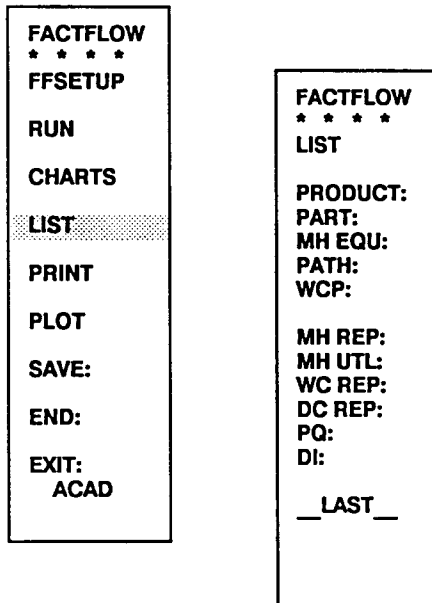 FACTFLOW
* * * *
FFSETUP
RUN
CHARTS
LIST
PRINT
PLOT
SAVE:
END:
EXIT:
ACAD
FACTFLOW
* * * *
LIST
PRODUCT:
PART:
MH EQU:
PATH:
WCP:
MH REP:
MH UTL:
WC REP:
DC REP:
PQ:
DI:
__LAST__